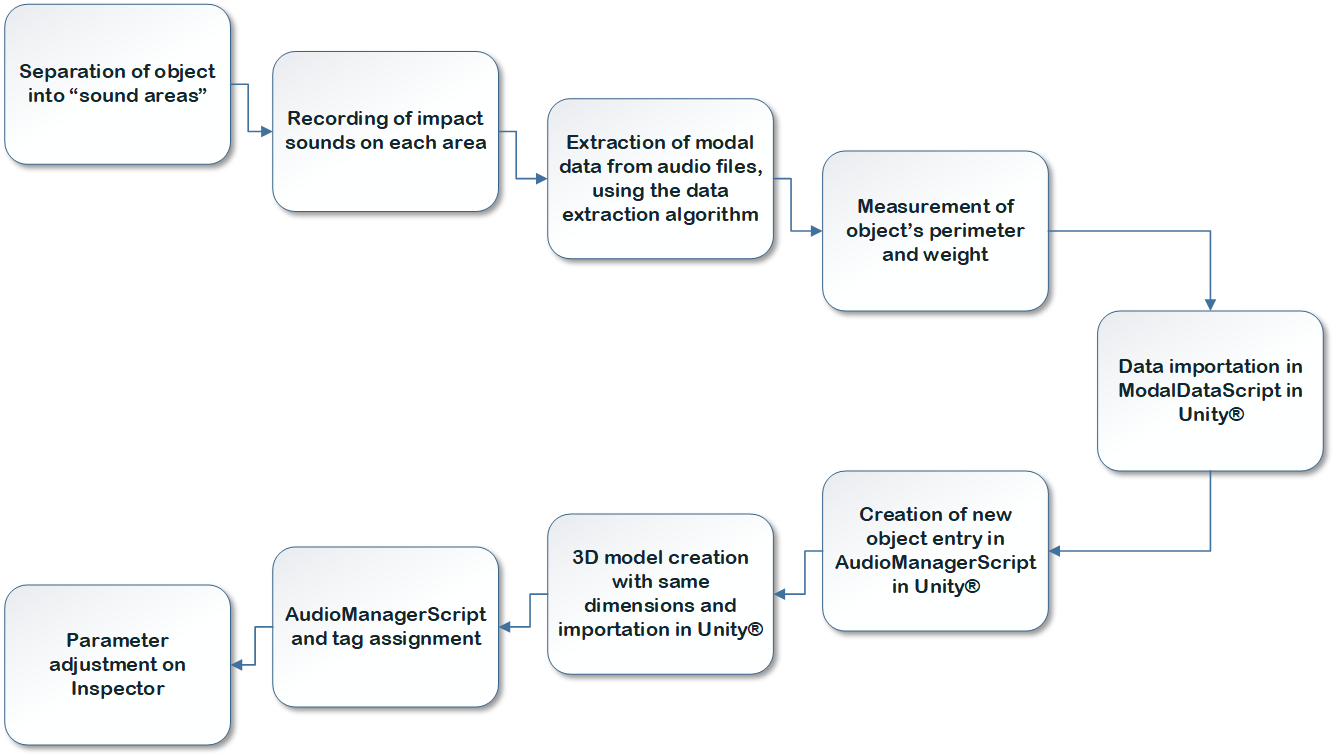 Separation of object
into “sound areas”
Recording of impact
sounds on each area
Extraction of modal
data from audio files,
using the data
extraction algorithm
Measurement of
object’s perimeter
and weight
Data importation in
ModalDataScript in
Unity®
Creation of new
object entry in
AudioManagerScript
in Unity®
3D model creation
with same
dimensions and
importation in Unity®
AudioManagerScript
and tag assignment
Parameter
adjustment on
Inspector